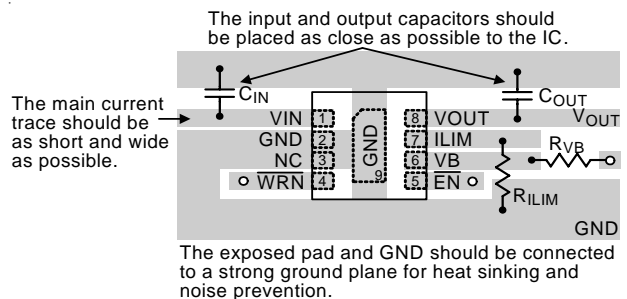 The input and output capacitors should
be placed as close as possible to the IC.
CIN
COUT
The main current
trace should be
as short and wide
as possible.
VIN 1 8 VOUT
VOUT
GND 2 7 ILIM
NC 3 6 VB
WRN 4 5 EN
GND
9
RVB
RILIM
GND
The exposed pad and GND should be connected
to a strong ground plane for heat sinking and
noise prevention.